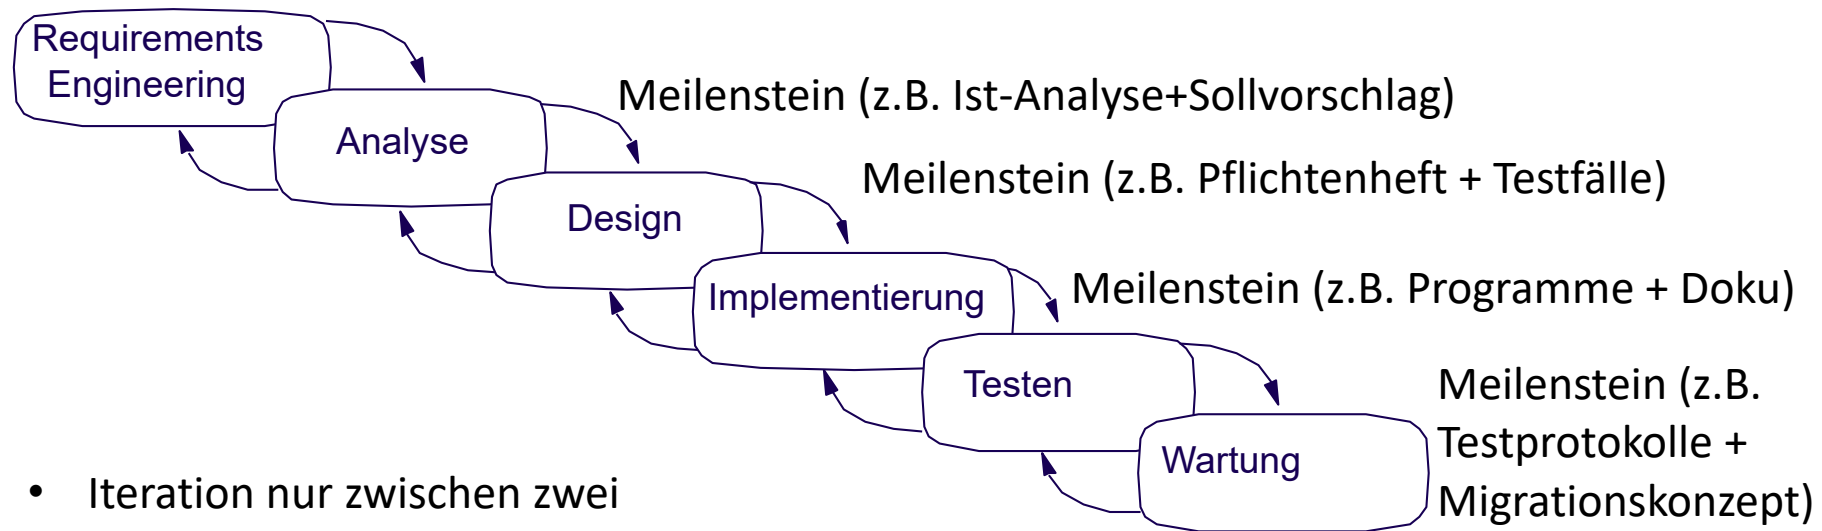 Requirements
Engineering
Meilenstein (z.B. Ist-Analyse+Sollvorschlag)
Analyse
Meilenstein (z.B. Pflichtenheft + Testfälle)
Design
Meilenstein (z.B. Programme + Doku)
Implementierung
Testen
Meilenstein (z.B.
Testprotokolle +
Migrationskonzept)
Wartung
• Iteration nur zwischen zwei